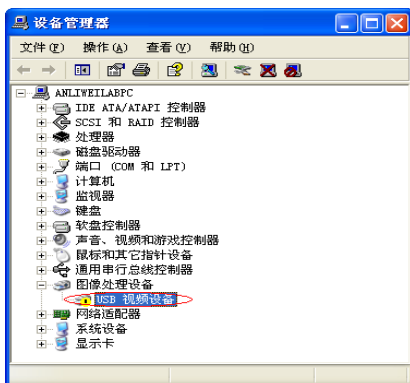 设备管理器
文件(F) 操作(A) 查看(V) 帮助(H)
ANLIWEILABPC
IDE ATA/ATAPI 控制器
SCSI 和 RAID 控制器
处理器
磁盘驱动器
端口 (COM 和 LPT)
计算机
监视器
键盘
软盘控制器
声音、视频和游戏控制器
鼠标和其它指针设备
通用串行总线控制器
图像处理设备
USB 视频设备
网络适配器
系统设备
显示卡